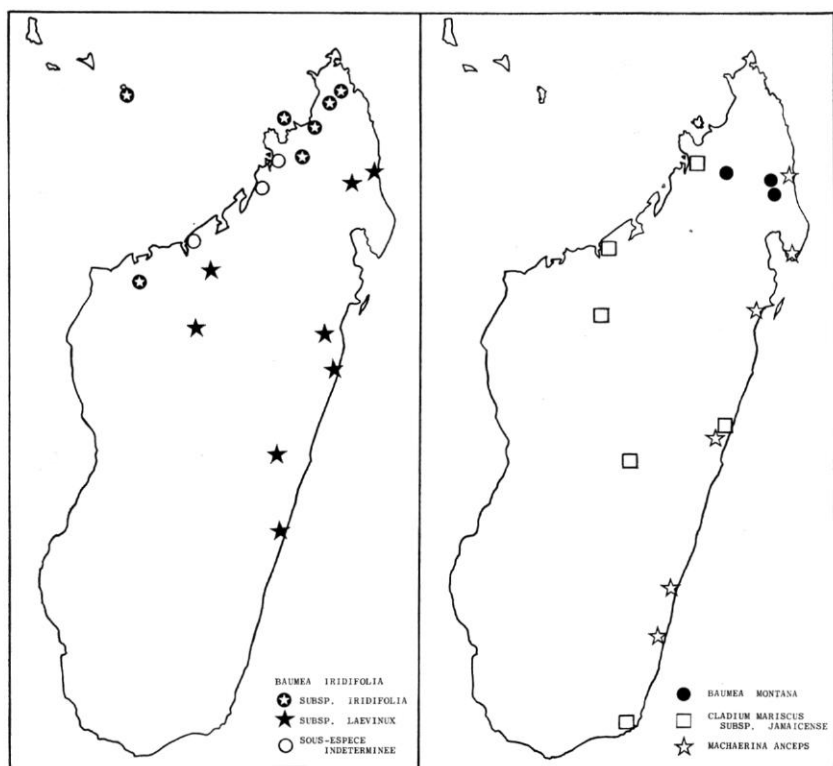 BAUMEA IRIDIFOLIA
SUBSP. IRIDIFOLIA
SUBSP. LAEVINUX
SOUS-ESPECE
INDETERMINEE
BAUMEA MONTANA
CLADIUM MARISCUS
SUBSP. JAMAICENSE
MACHAERINA ANCEPS